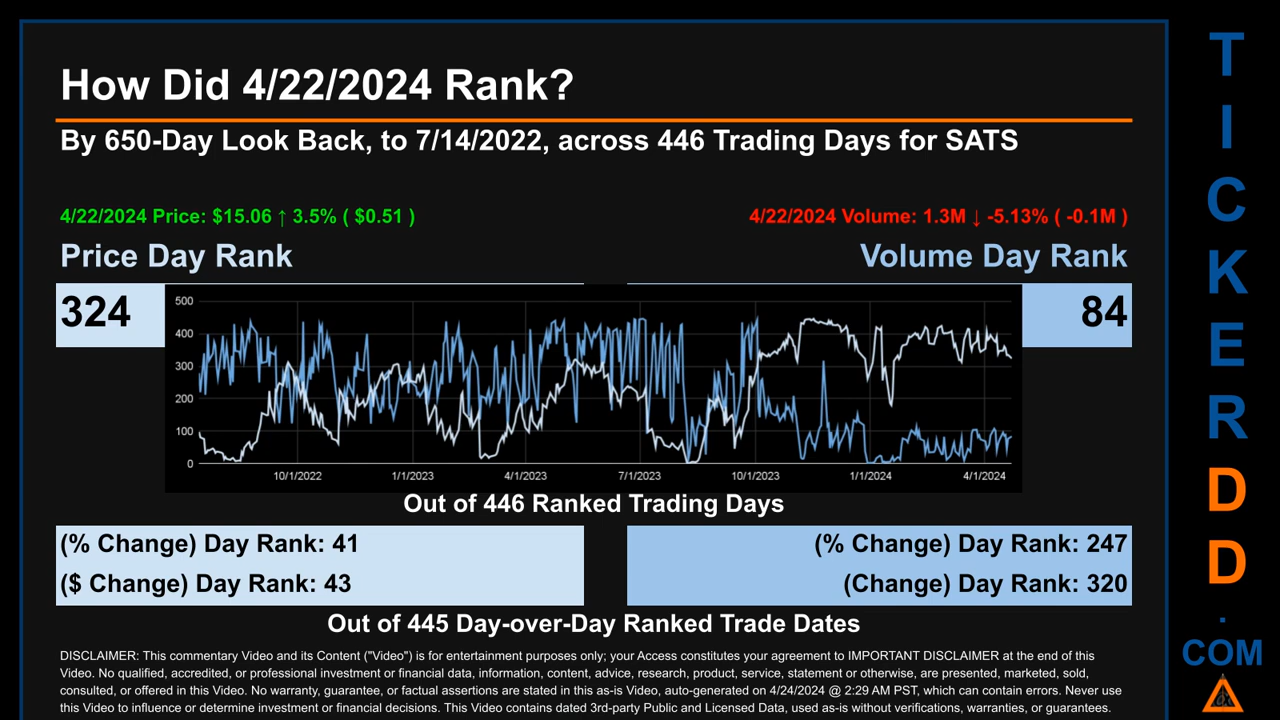 How Did 4/22/2024 Rank?
By 650-Day Look Back, to 7/14/2022, across 446 Trading Days for SATS
4/22/2024 Price: $15.06 ↑ 3.5% ( $0.51 )
4/22/2024 Volume: 1.3M ↓ -5.13% ( -0.1M )
Price Day Rank
Volume Day Rank
324
84
500
400
300
200
100
0
10/1/2022 1/1/2023 4/1/2023 7/1/2023 10/1/2023 1/1/2024 4/1/2024
Out of 446 Ranked Trading Days
(% Change) Day Rank: 41
($ Change) Day Rank: 43
(% Change) Day Rank: 247
(Change) Day Rank: 320
Out of 445 Day-over-Day Ranked Trade Dates
DISCLAIMER: This commentary Video and its Content ("Video") is for entertainment purposes only; your Access constitutes your agreement to IMPORTANT DISCLAIMER at the end of this
Video. No qualified, accredited, or professional investment or financial data, information, content, advice, research, product, service, statement or otherwise, are presented, marketed, sold,
consulted, or offered in this Video. No warranty, guarantee, or factual assertions are stated in this as-is Video, auto-generated on 4/24/2024 @ 2:29 AM PST, which can contain errors. Never use
this Video to influence or determine investment or financial decisions. This Video contains dated 3rd-party Public and Licensed Data, used as-is without verifications, warranties, or guarantees.
T
I
C
K
E
R
D
D
.
COM